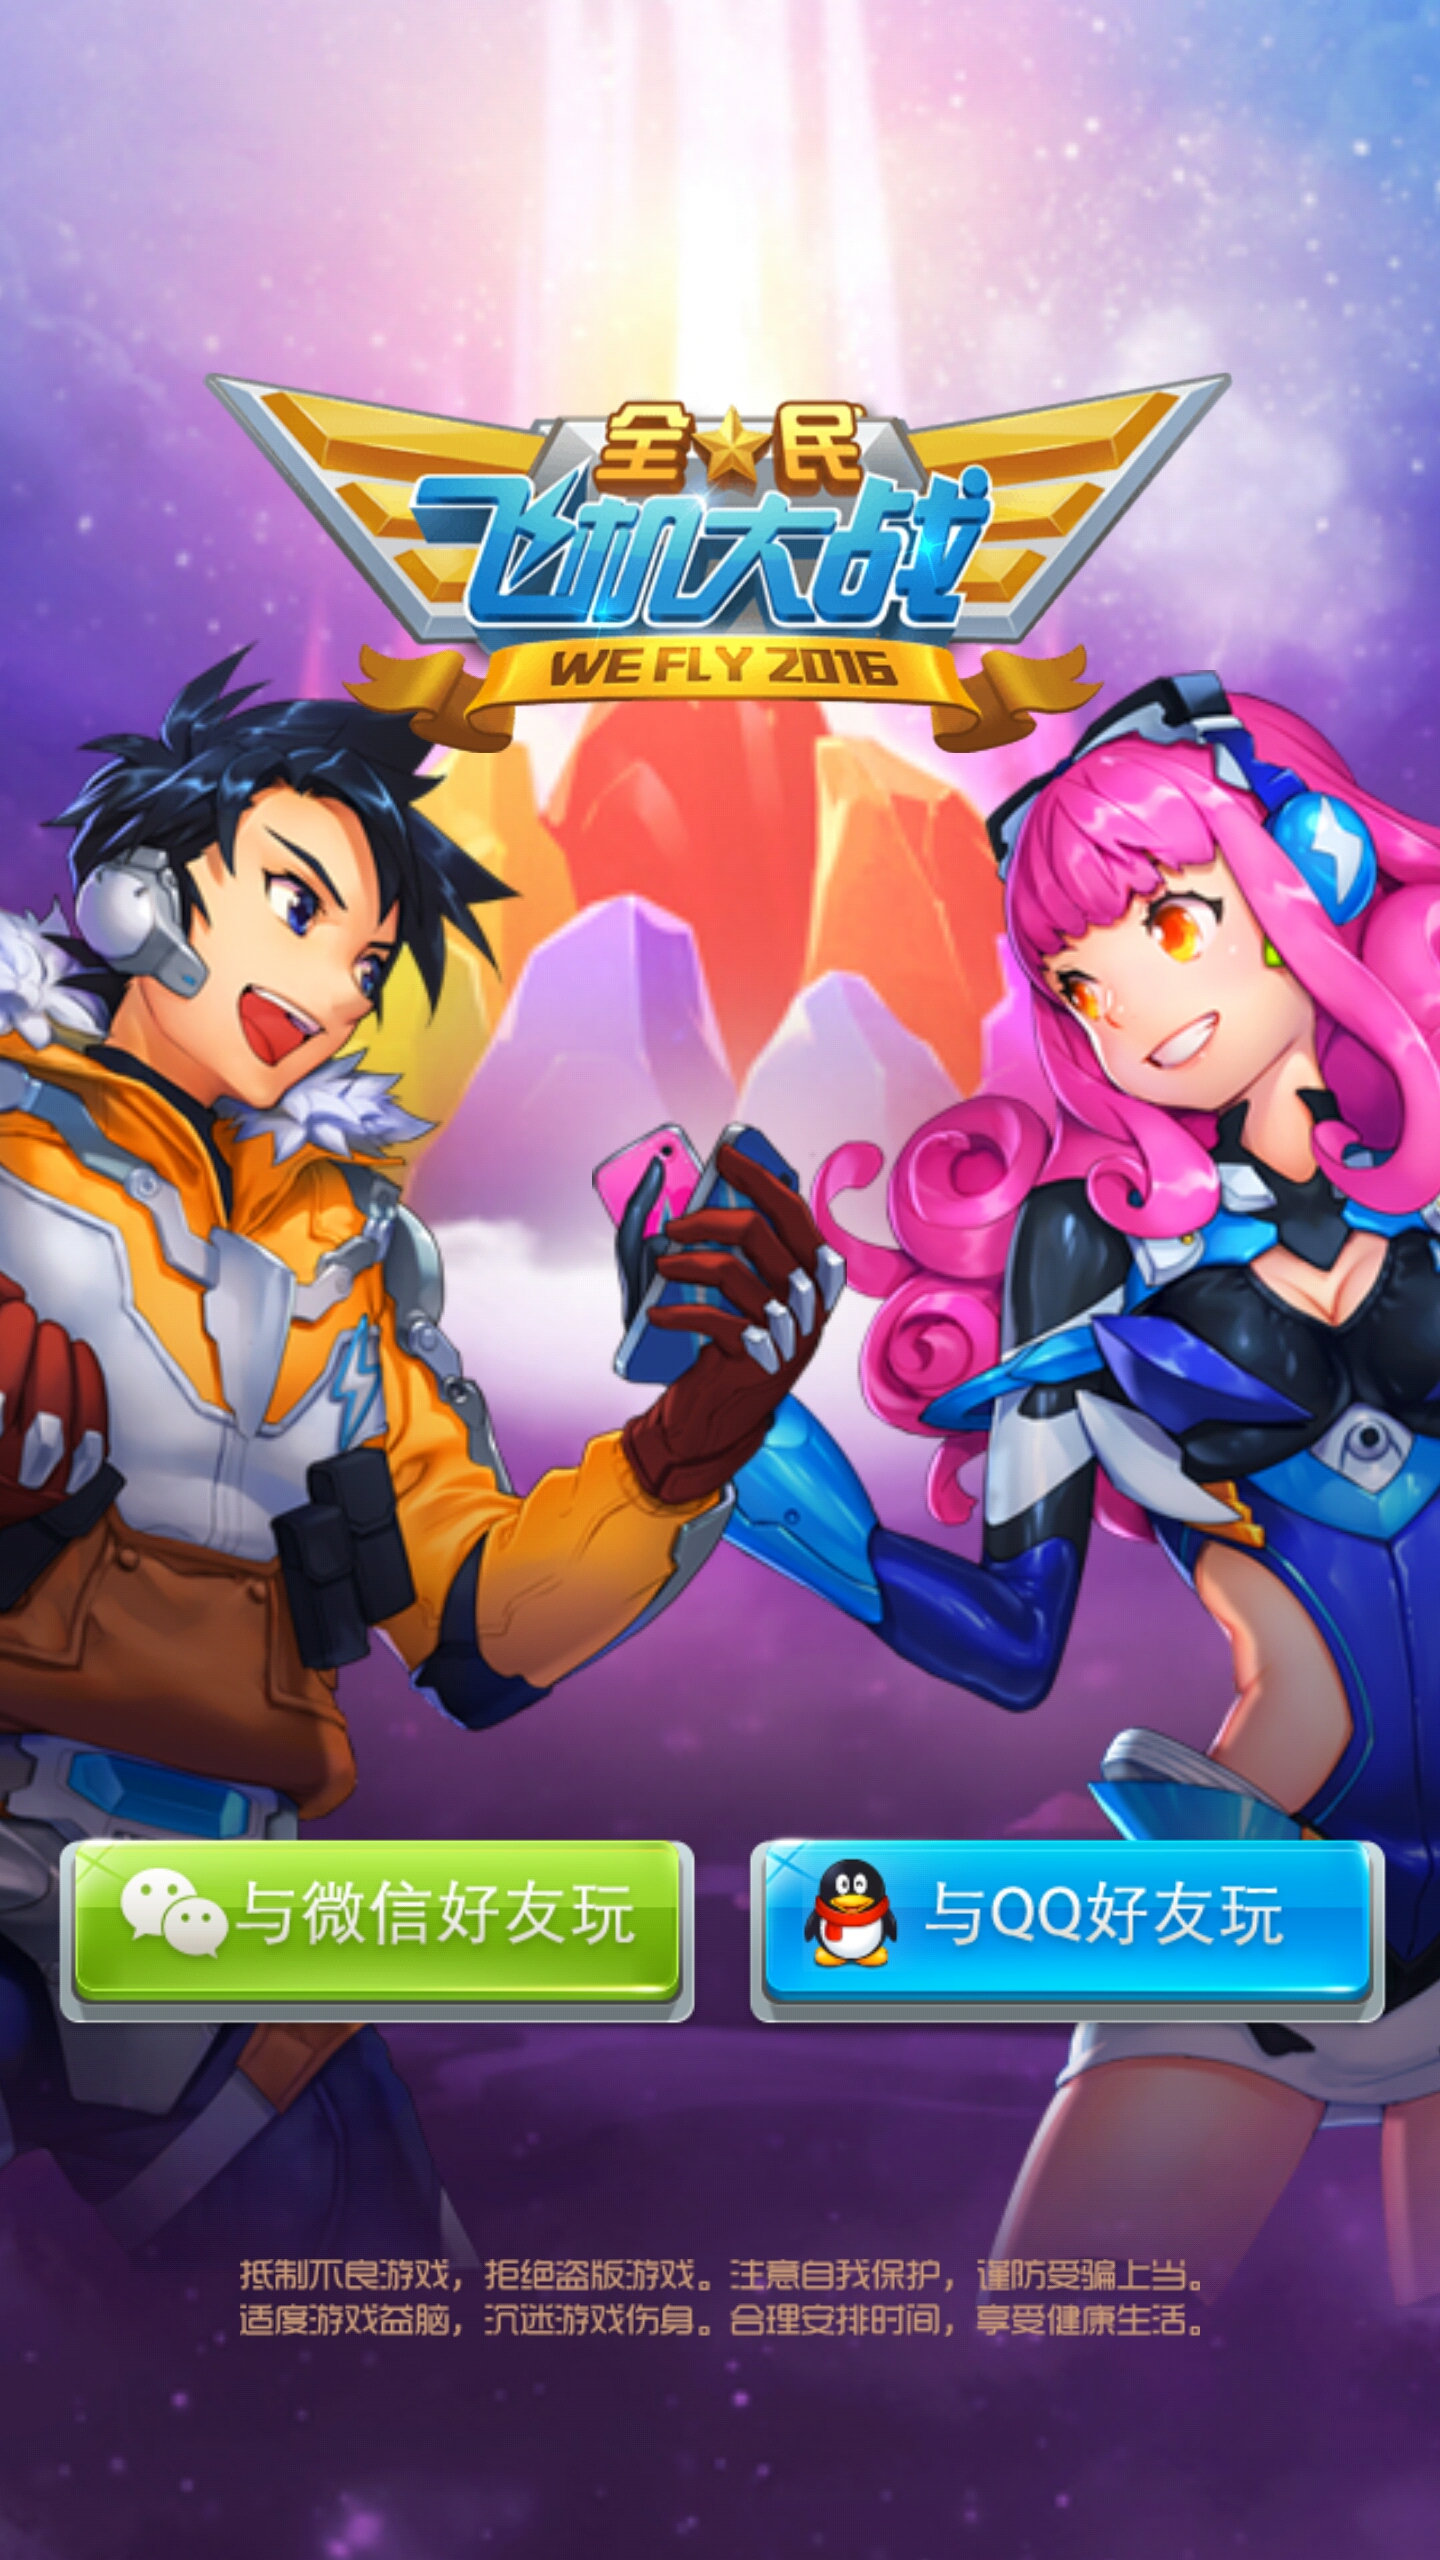 全民
飞机大战
WE FLY 2016
与微信好友玩
与QQ好友玩
抵制不良游戏，拒绝盗版游戏。注意自我保护，谨防受骗上当。
适度游戏益脑，沉迷游戏伤身。合理安排时间，享受健康生活。